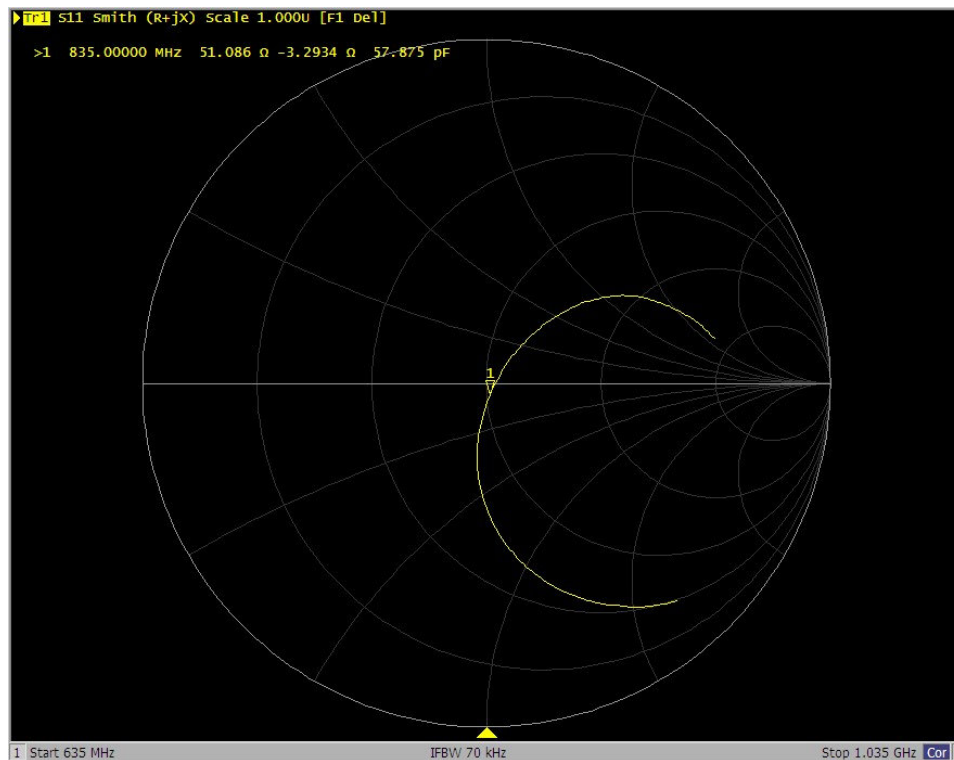 Tr1 S11 Smith (R+jX) Scale 1.000U [F1 Del]
>1 835.00000 MHz 51.086 Ω -3.2934 Ω 57.875 pF
1
1 Start 635 MHz IFBW 70 kHz Stop 1.035 GHz Cor